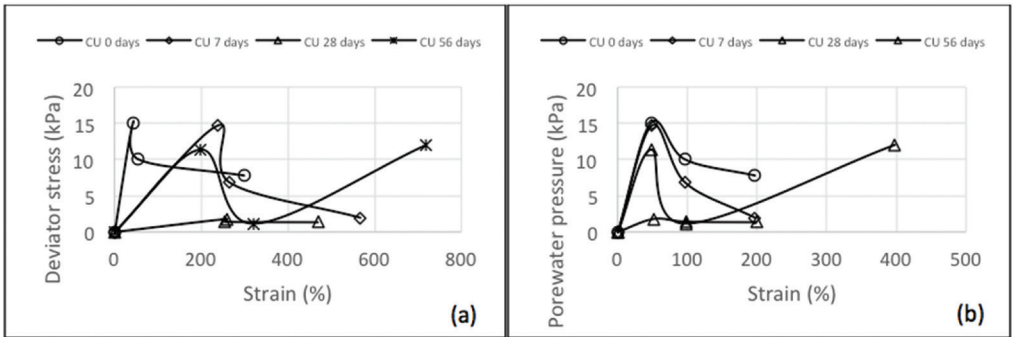 CU 0 days CU 7 days CU 28 days CU 56 days
20
15
10
5
0
Deviator stress (kPa)
0 200 400 600 800
Strain (%)
(a)
CU 0 days CU 7 days CU 28 days CU 56 days
20
15
10
5
0
Porewater pressure (kPa)
0 100 200 300 400 500
Strain (%)
(b)